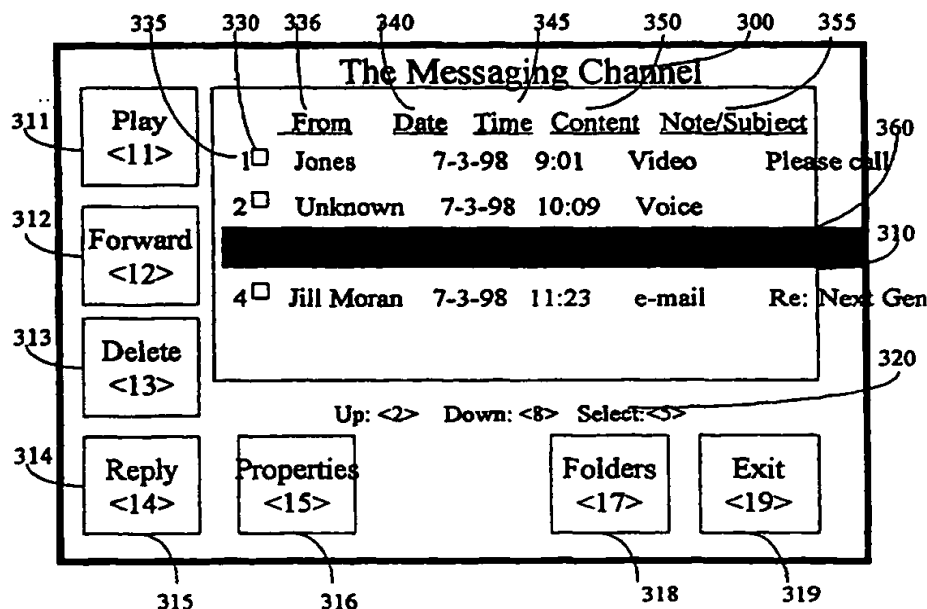 335 330 336 340 345 350 300 355
The Messaging Channel
311
Play
<11>
From Date Time Content Note/Subject
360
1 Jones 7-3-98 9:01 Video Please call
2 Unknown 7-3-98 10:09 Voice
312
Forward
<12>
310
4 Jill Moran 7-3-98 11:23 e-mail Re: Next Gen
313
Delete
<13>
320
Up: <2> Down: <8> Select:<5>
314
Reply
<14>
Properties
<15>
Folders
<17>
Exit
<19>
315 316 318 319